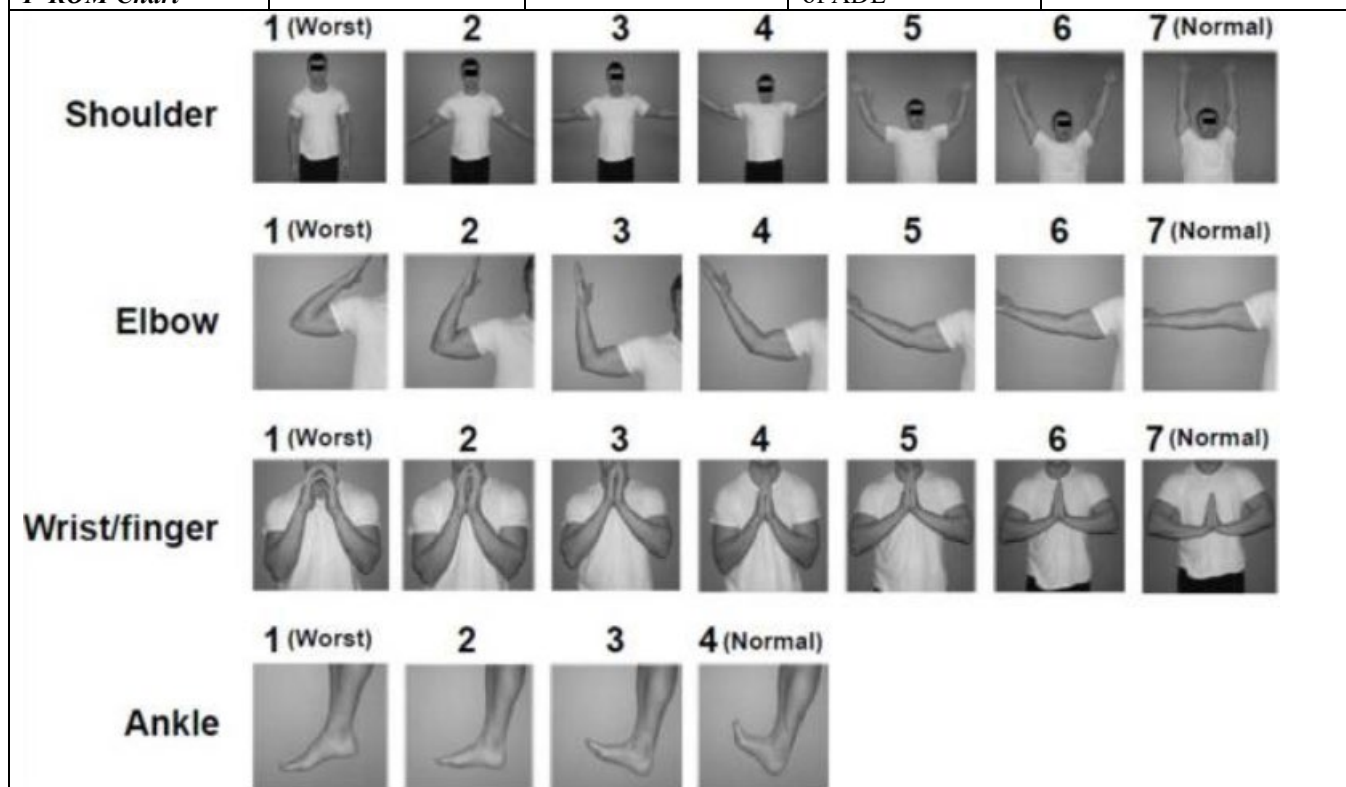 of ADL
1 (Worst) 2 3 4 5 6 7 (Normal)
Shoulder
1 (Worst) 2 3 4 5 6 7 (Normal)
Elbow
1 (Worst) 2 3 4 5 6 7 (Normal)
Wrist/finger
1 (Worst) 2 3 4 (Normal)
Ankle